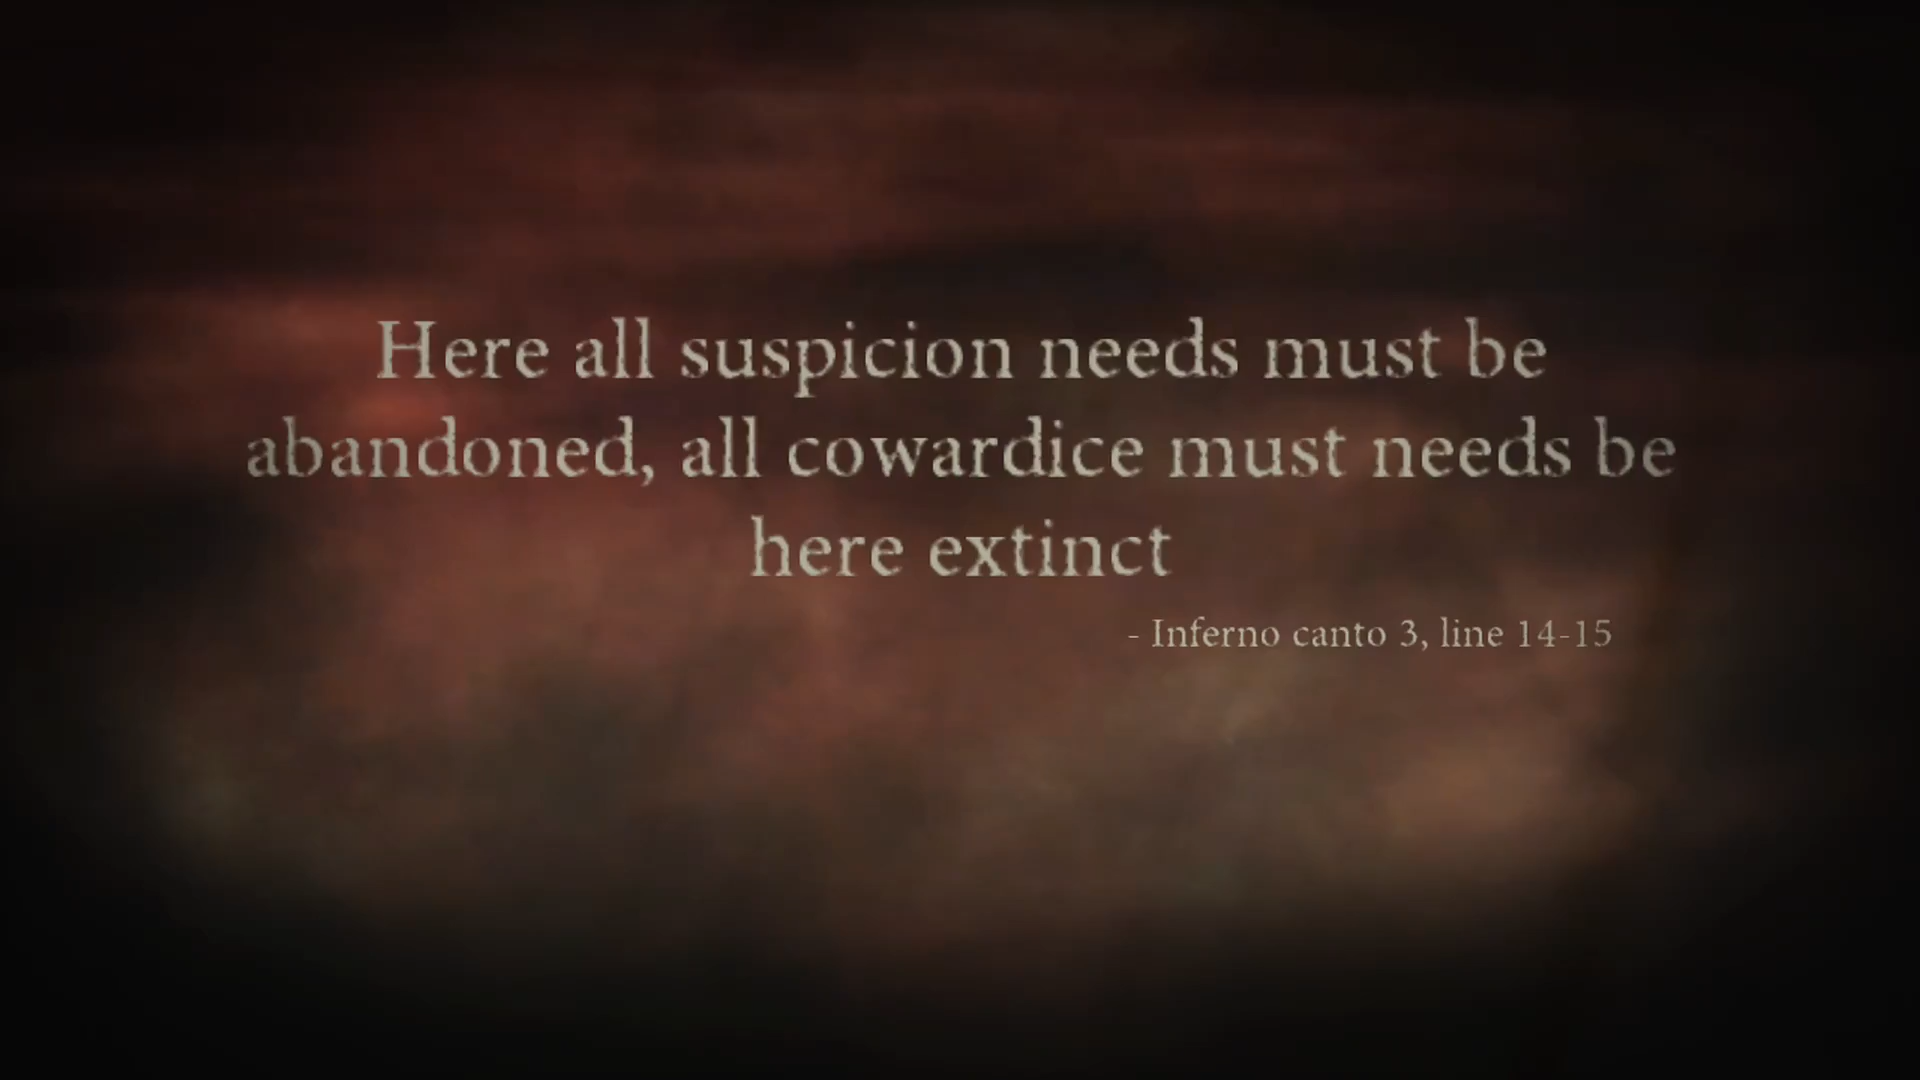 Here all suspicion needs must be
abandoned, all cowardice must needs be
here extinct
- Inferno canto 3, line 14-15